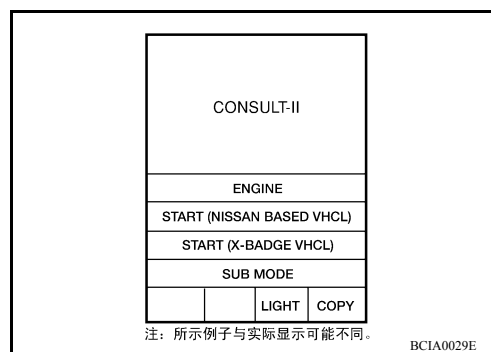 CONSULT-II
ENGINE
START (NISSAN BASED VHCL)
START (X-BADGE VHCL)
SUB MODE
LIGHT COPY
注：所示例子与实际显示可能不同。
BCIA0029E